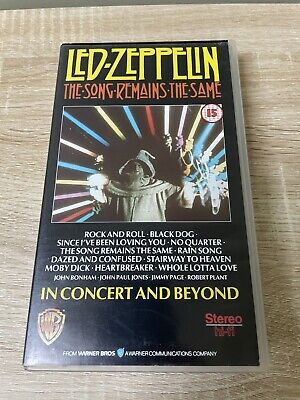 LED-ZEPPELIN
THE·SONG·REMAINS·THE·SAME
15
ROCK AND ROLL · BLACK DOG ·
SINCE I'VE BEEN LOVING YOU · NO QUARTER ·
THE SONG REMAINS THE SAME · RAIN SONG
DAZED AND CONFUSED · STAIRWAY TO HEAVEN
MOBY DICK · HEARTBREAKER · WHOLE LOTTA LOVE
JOHN BONHAM · JOHN PAUL JONES · JIMMY PAGE · ROBERT PLANT
IN CONCERT AND BEYOND
WB
Stereo
hi-fi
FROM WARNER BROS A WARNER COMMUNICATIONS COMPANY